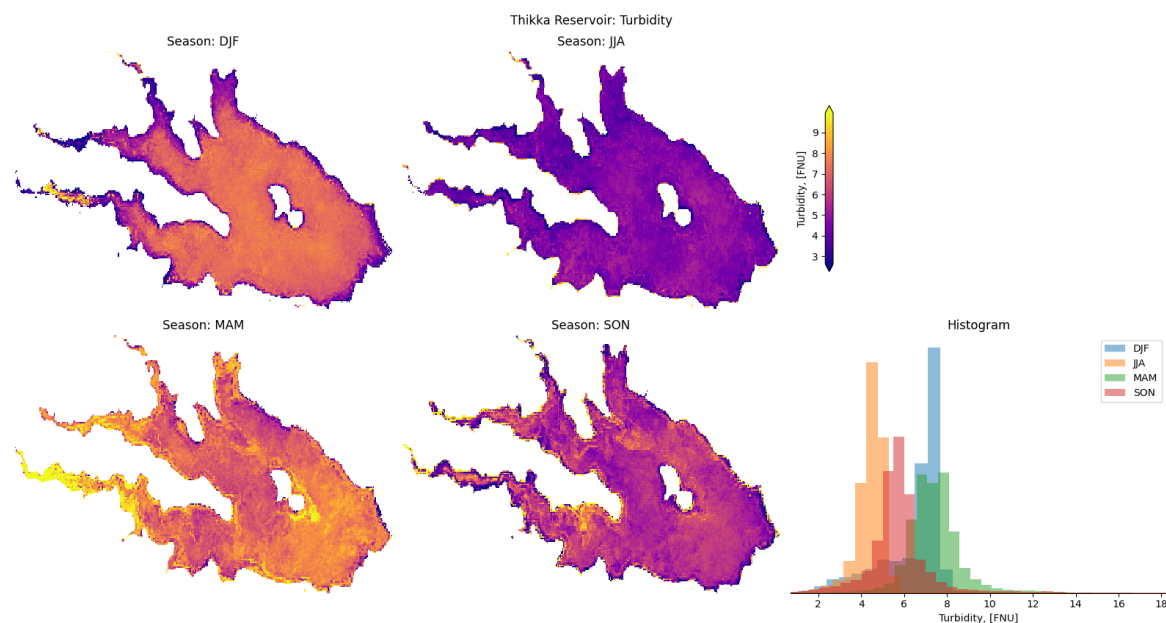 Thikka Reservoir: Turbidity
Season: DJF
Season: JJA
9
8
7
6
5
4
3
Turbidity, [FNU]
Season: MAM
Season: SON
Histogram
DJF
JJA
MAM
SON
2 4 6 8 10 12 14 16 18
Turbidity, [FNU]